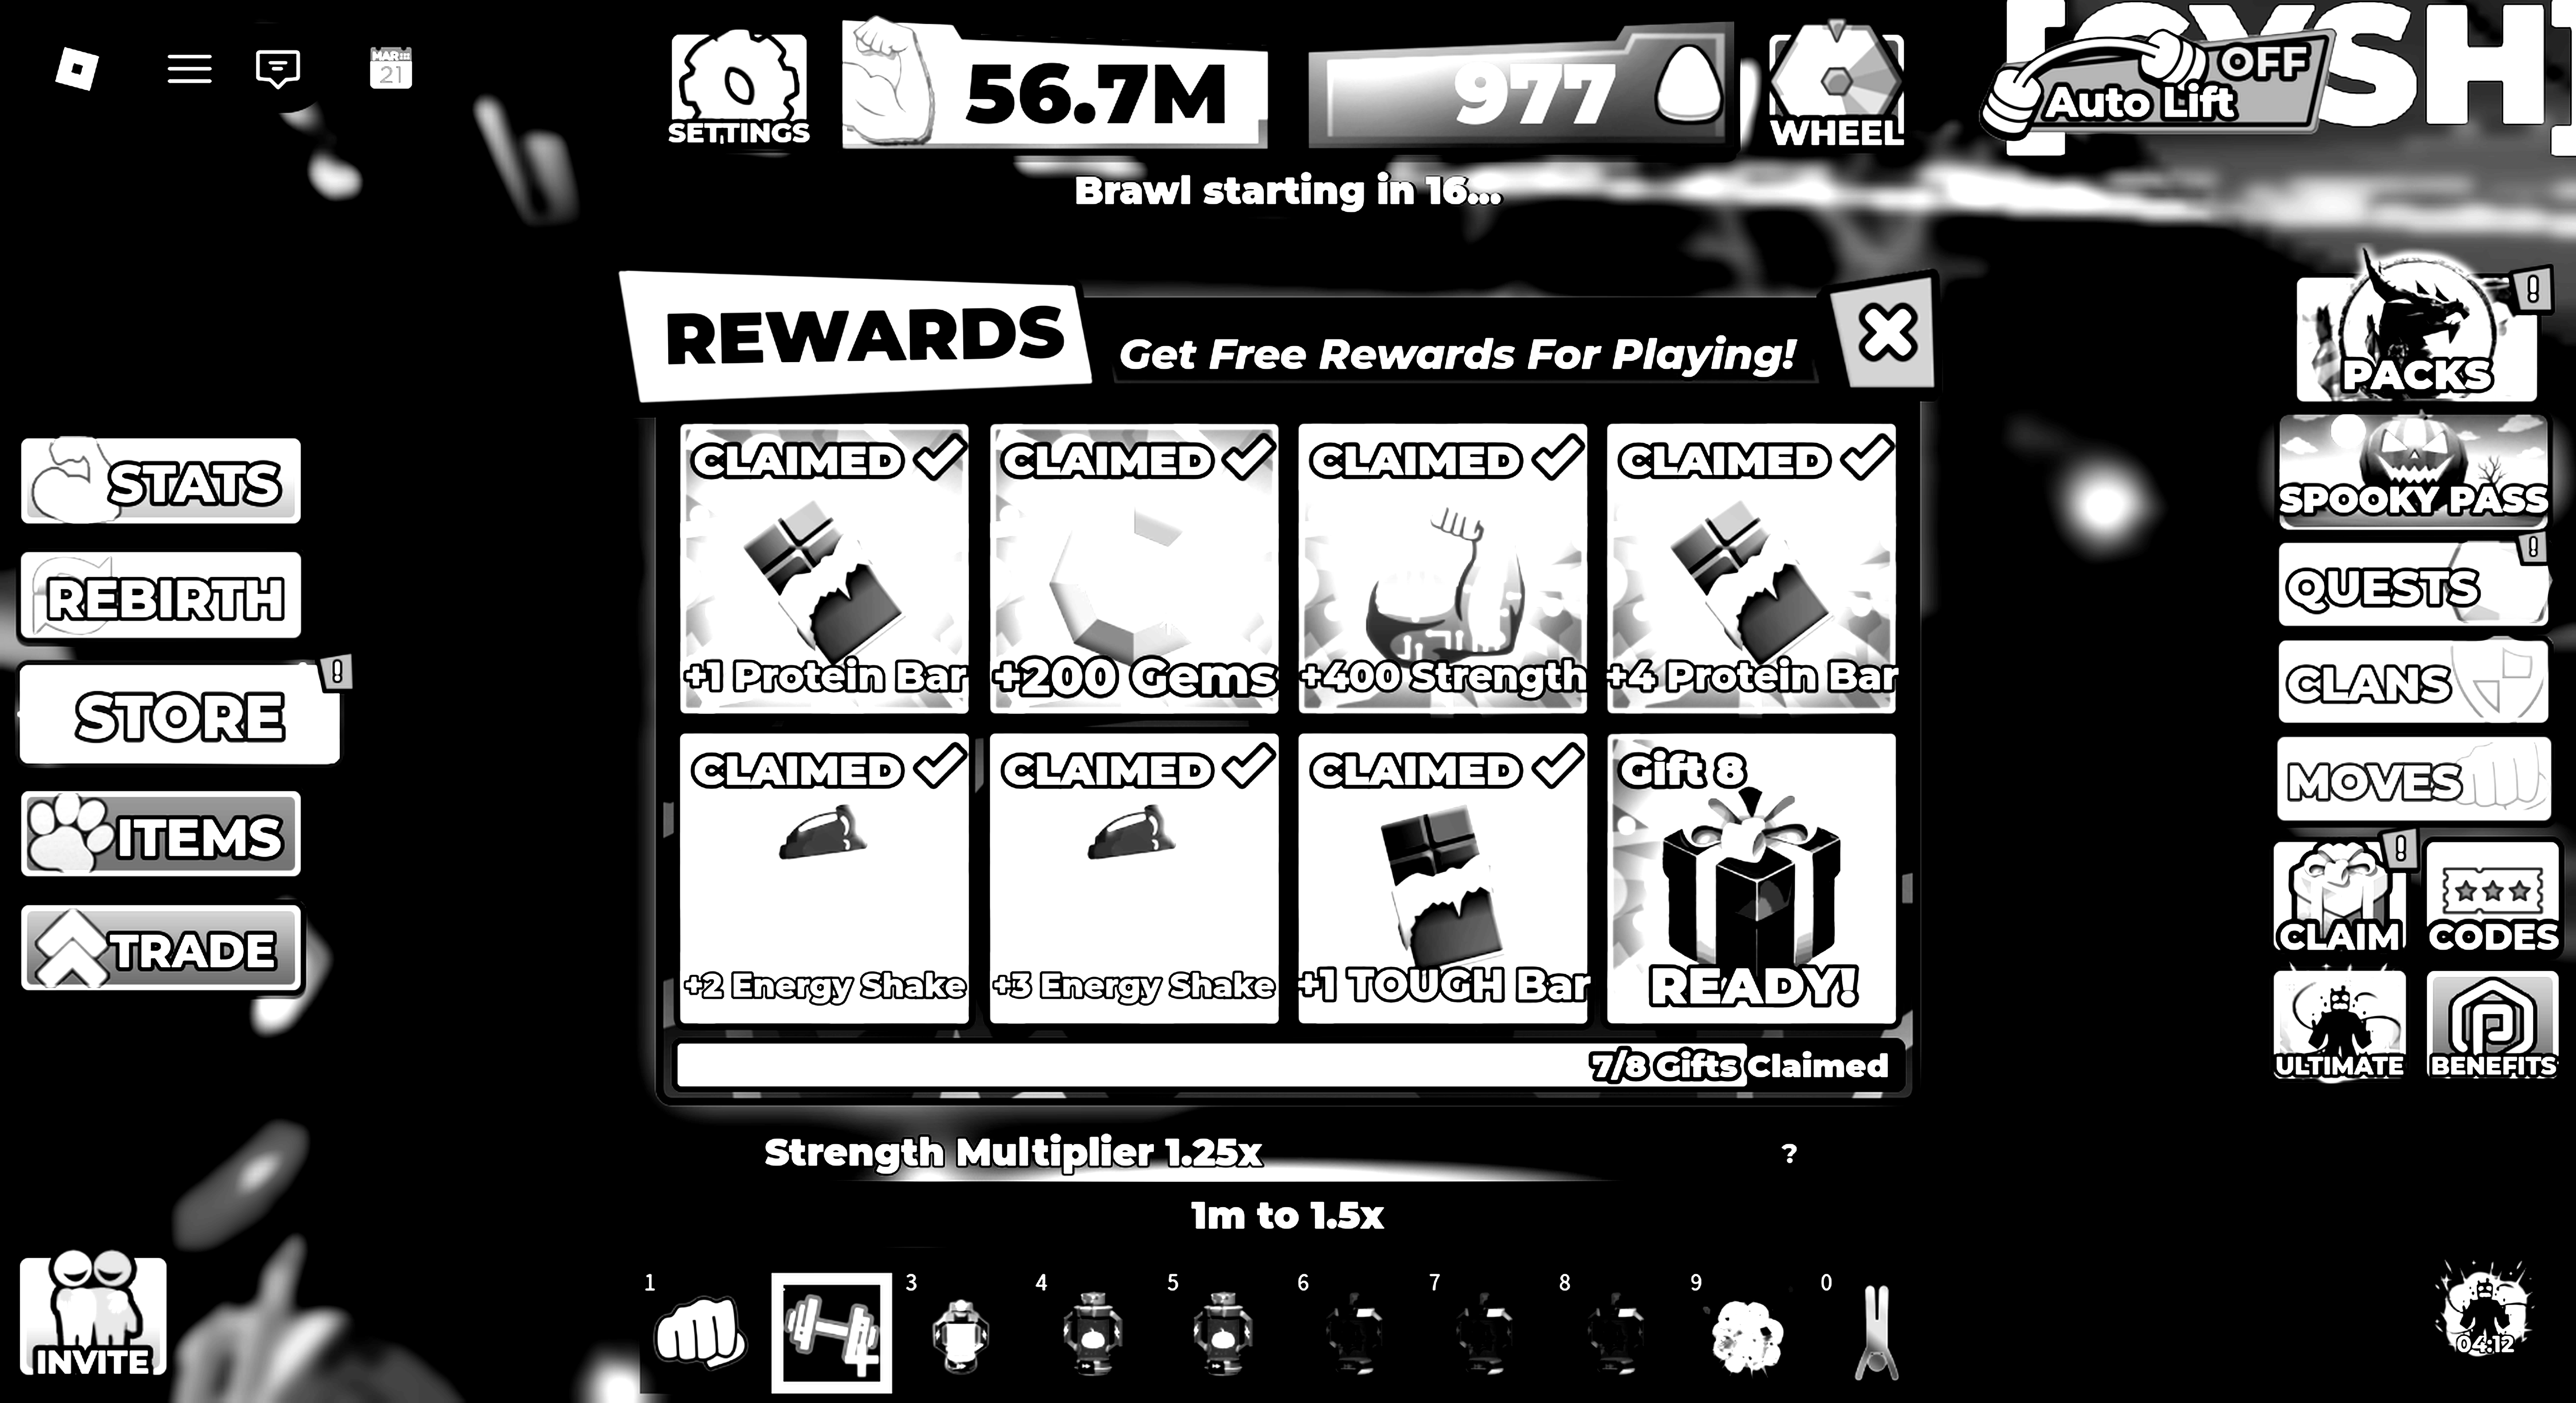 MAR
21
SETTINGS
56.7M
977
WHEEL
OFF
Auto Lift
Brawl starting in 16...
REWARDS
Get Free Rewards For Playing!
CLAIMED
+1 Protein Bar
CLAIMED
+200 Gems
CLAIMED
+400 Strength
CLAIMED
+4 Protein Bar
CLAIMED
+2 Energy Shake
CLAIMED
+3 Energy Shake
CLAIMED
+1 TOUGH Bar
Gift 8
READY!
7/8 Gifts Claimed
STATS
REBIRTH
!
STORE
ITEMS
TRADE
INVITE
!
PACKS
SPOOKY PASS
!
QUESTS
CLANS
MOVES
!
CLAIM
CODES
ULTIMATE
BENEFITS
Strength Multiplier 1.25x
?
1m to 1.5x
1
3
4
5
6
7
8
9
0
04:12